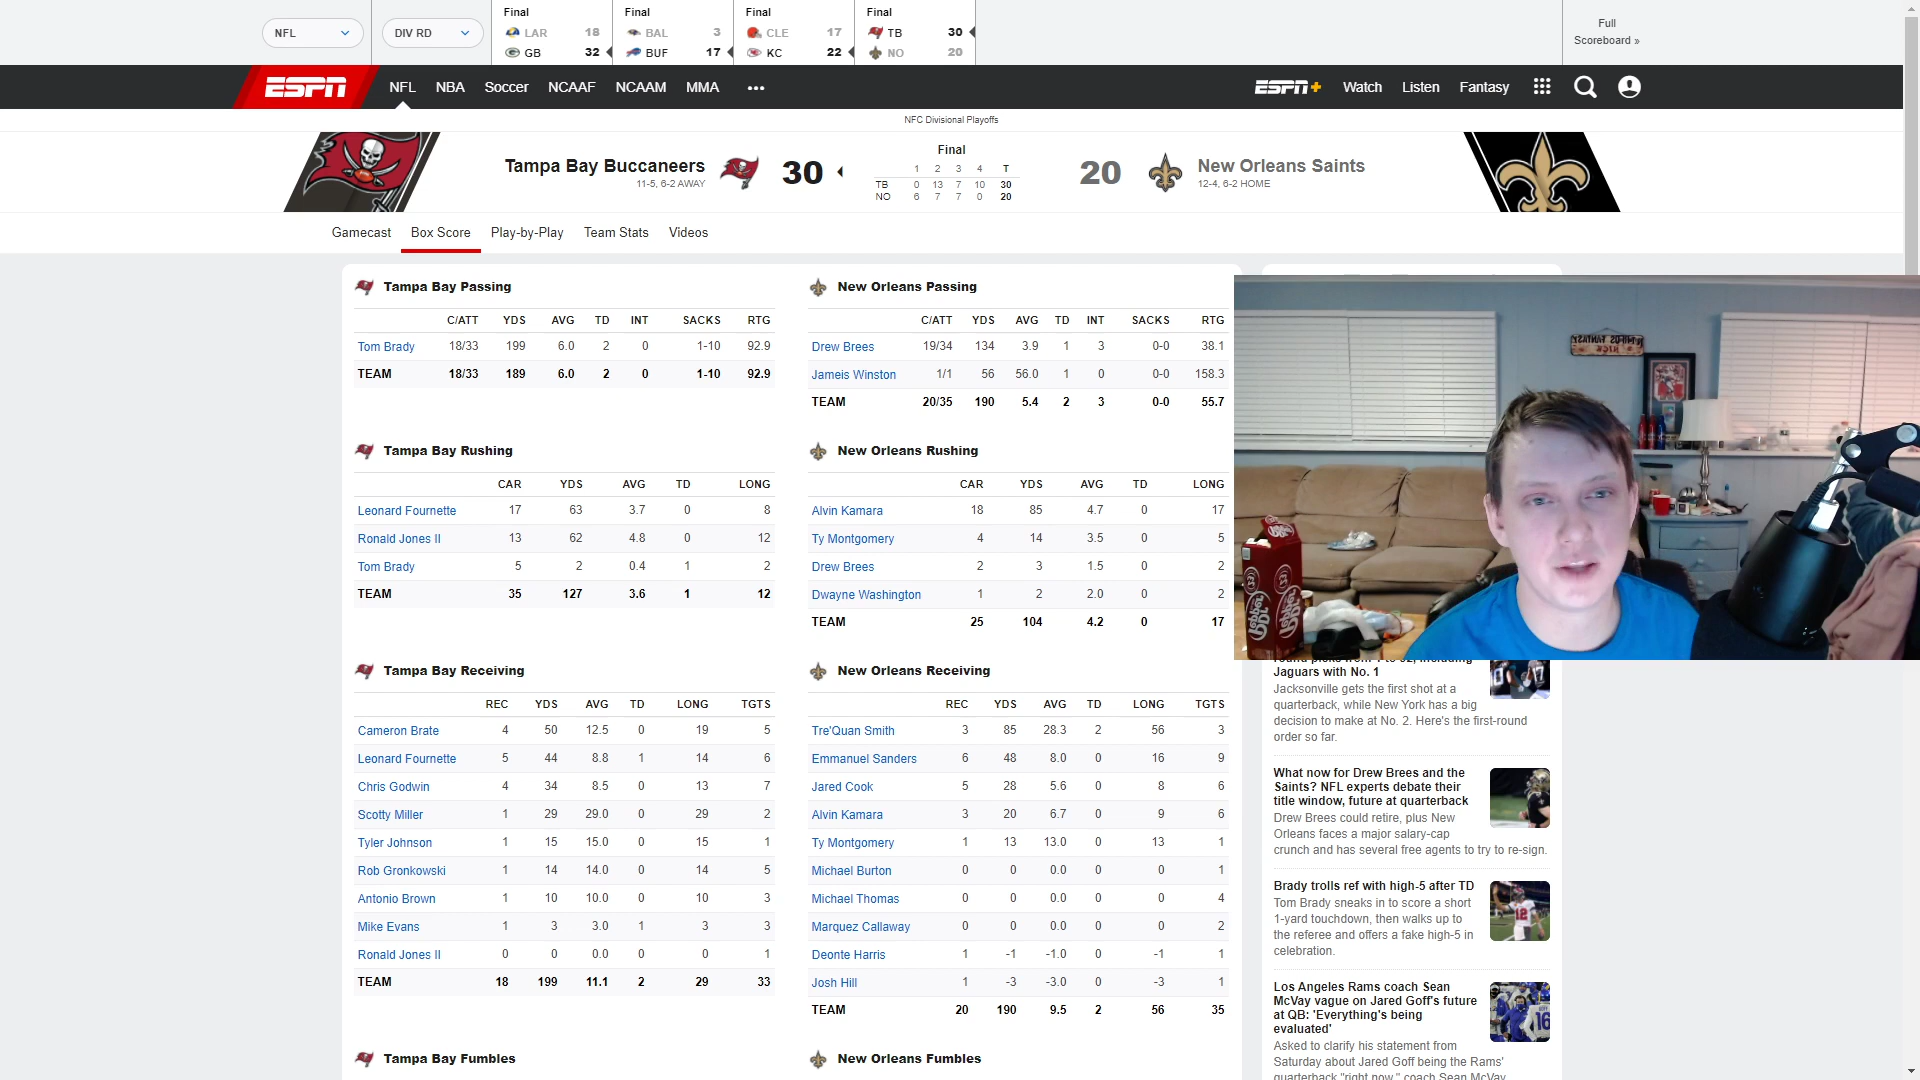 NFL
DIV RD
Final
LAR 18
GB 32
Final
BAL 3
BUF 17
Final
CLE 17
KC 22
Final
TB 30
NO 20
Full
Scoreboard »
ESPN NFL NBA Soccer NCAAF NCAAM MMA ••• ESPN+ Watch Listen Fantasy
NFC Divisional Playoffs
Tampa Bay Buccaneers
11-5, 6-2 AWAY
30
Final
1 2 3 4 T
TB 0 13 7 10 30
NO 6 7 7 0 20
20
New Orleans Saints
12-4, 6-2 HOME
Gamecast Box Score Play-by-Play Team Stats Videos
Tampa Bay Passing
C/ATT YDS AVG TD INT SACKS RTG
Tom Brady 18/33 199 6.0 2 0 1-10 92.9
TEAM 18/33 189 6.0 2 0 1-10 92.9
New Orleans Passing
C/ATT YDS AVG TD INT SACKS RTG
Drew Brees 19/34 134 3.9 1 3 0-0 38.1
Jameis Winston 1/1 56 56.0 1 0 0-0 158.3
TEAM 20/35 190 5.4 2 3 0-0 55.7
Tampa Bay Rushing
CAR YDS AVG TD LONG
Leonard Fournette 17 63 3.7 0 8
Ronald Jones II 13 62 4.8 0 12
Tom Brady 5 2 0.4 1 2
TEAM 35 127 3.6 1 12
New Orleans Rushing
CAR YDS AVG TD LONG
Alvin Kamara 18 85 4.7 0 17
Ty Montgomery 4 14 3.5 0 5
Drew Brees 2 3 1.5 0 2
Dwayne Washington 1 2 2.0 0 2
TEAM 25 104 4.2 0 17
Tampa Bay Receiving
REC YDS AVG TD LONG TGTS
Cameron Brate 4 50 12.5 0 19 5
Leonard Fournette 5 44 8.8 1 14 6
Chris Godwin 4 34 8.5 0 13 7
Scotty Miller 1 29 29.0 0 29 2
Tyler Johnson 1 15 15.0 0 15 1
Rob Gronkowski 1 14 14.0 0 14 5
Antonio Brown 1 10 10.0 0 10 3
Mike Evans 1 3 3.0 1 3 3
Ronald Jones II 0 0 0.0 0 0 1
TEAM 18 199 11.1 2 29 33
New Orleans Receiving
REC YDS AVG TD LONG TGTS
Tre'Quan Smith 3 85 28.3 2 56 3
Emmanuel Sanders 6 48 8.0 0 16 9
Jared Cook 5 28 5.6 0 8 6
Alvin Kamara 3 20 6.7 0 9 6
Ty Montgomery 1 13 13.0 0 13 1
Michael Burton 0 0 0.0 0 0 1
Michael Thomas 0 0 0.0 0 0 4
Marquez Callaway 0 0 0.0 0 0 2
Deonte Harris 1 -1 -1.0 0 -1 1
Josh Hill 1 -3 -3.0 0 -3 1
TEAM 20 190 9.5 2 56 35
Tampa Bay Fumbles
New Orleans Fumbles
Jaguars with No. 1
Jacksonville gets the first shot at a
quarterback, while New York has a big
decision to make at No. 2. Here's the first-round
order so far.
What now for Drew Brees and the
Saints? NFL experts debate their
title window, future at quarterback
Drew Brees could retire, plus New
Orleans faces a major salary-cap
crunch and has several free agents to try to re-sign.
Brady trolls ref with high-5 after TD
Tom Brady sneaks in to score a short
1-yard touchdown, then walks up to
the referee and offers a fake high-5 in
celebration.
Los Angeles Rams coach Sean
McVay vague on Jared Goff's future
at QB: 'Everything's being
evaluated'
Asked to clarify his statement from
Saturday about Jared Goff being the Rams'
quarterback "right now," coach Sean McVay